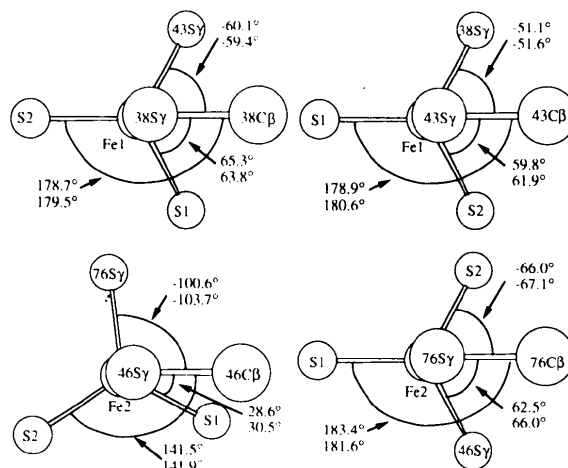 43Sγ
-60.1°
-59.4°
S2
38Sγ
38Cβ
Fe1
65.3°
63.8°
178.7°
179.5°
S1
38Sγ
-51.1°
-51.6°
S1
43Sγ
43Cβ
Fe1
59.8°
61.9°
178.9°
180.6°
S2
76Sγ
-100.6°
-103.7°
46Sγ
46Cβ
Fe2
S2
S1
28.6°
30.5°
141.5°
141.9°
S2
-66.0°
-67.1°
S1
76Sγ
76Cβ
Fe2
62.5°
66.0°
183.4°
181.6°
46Sγ